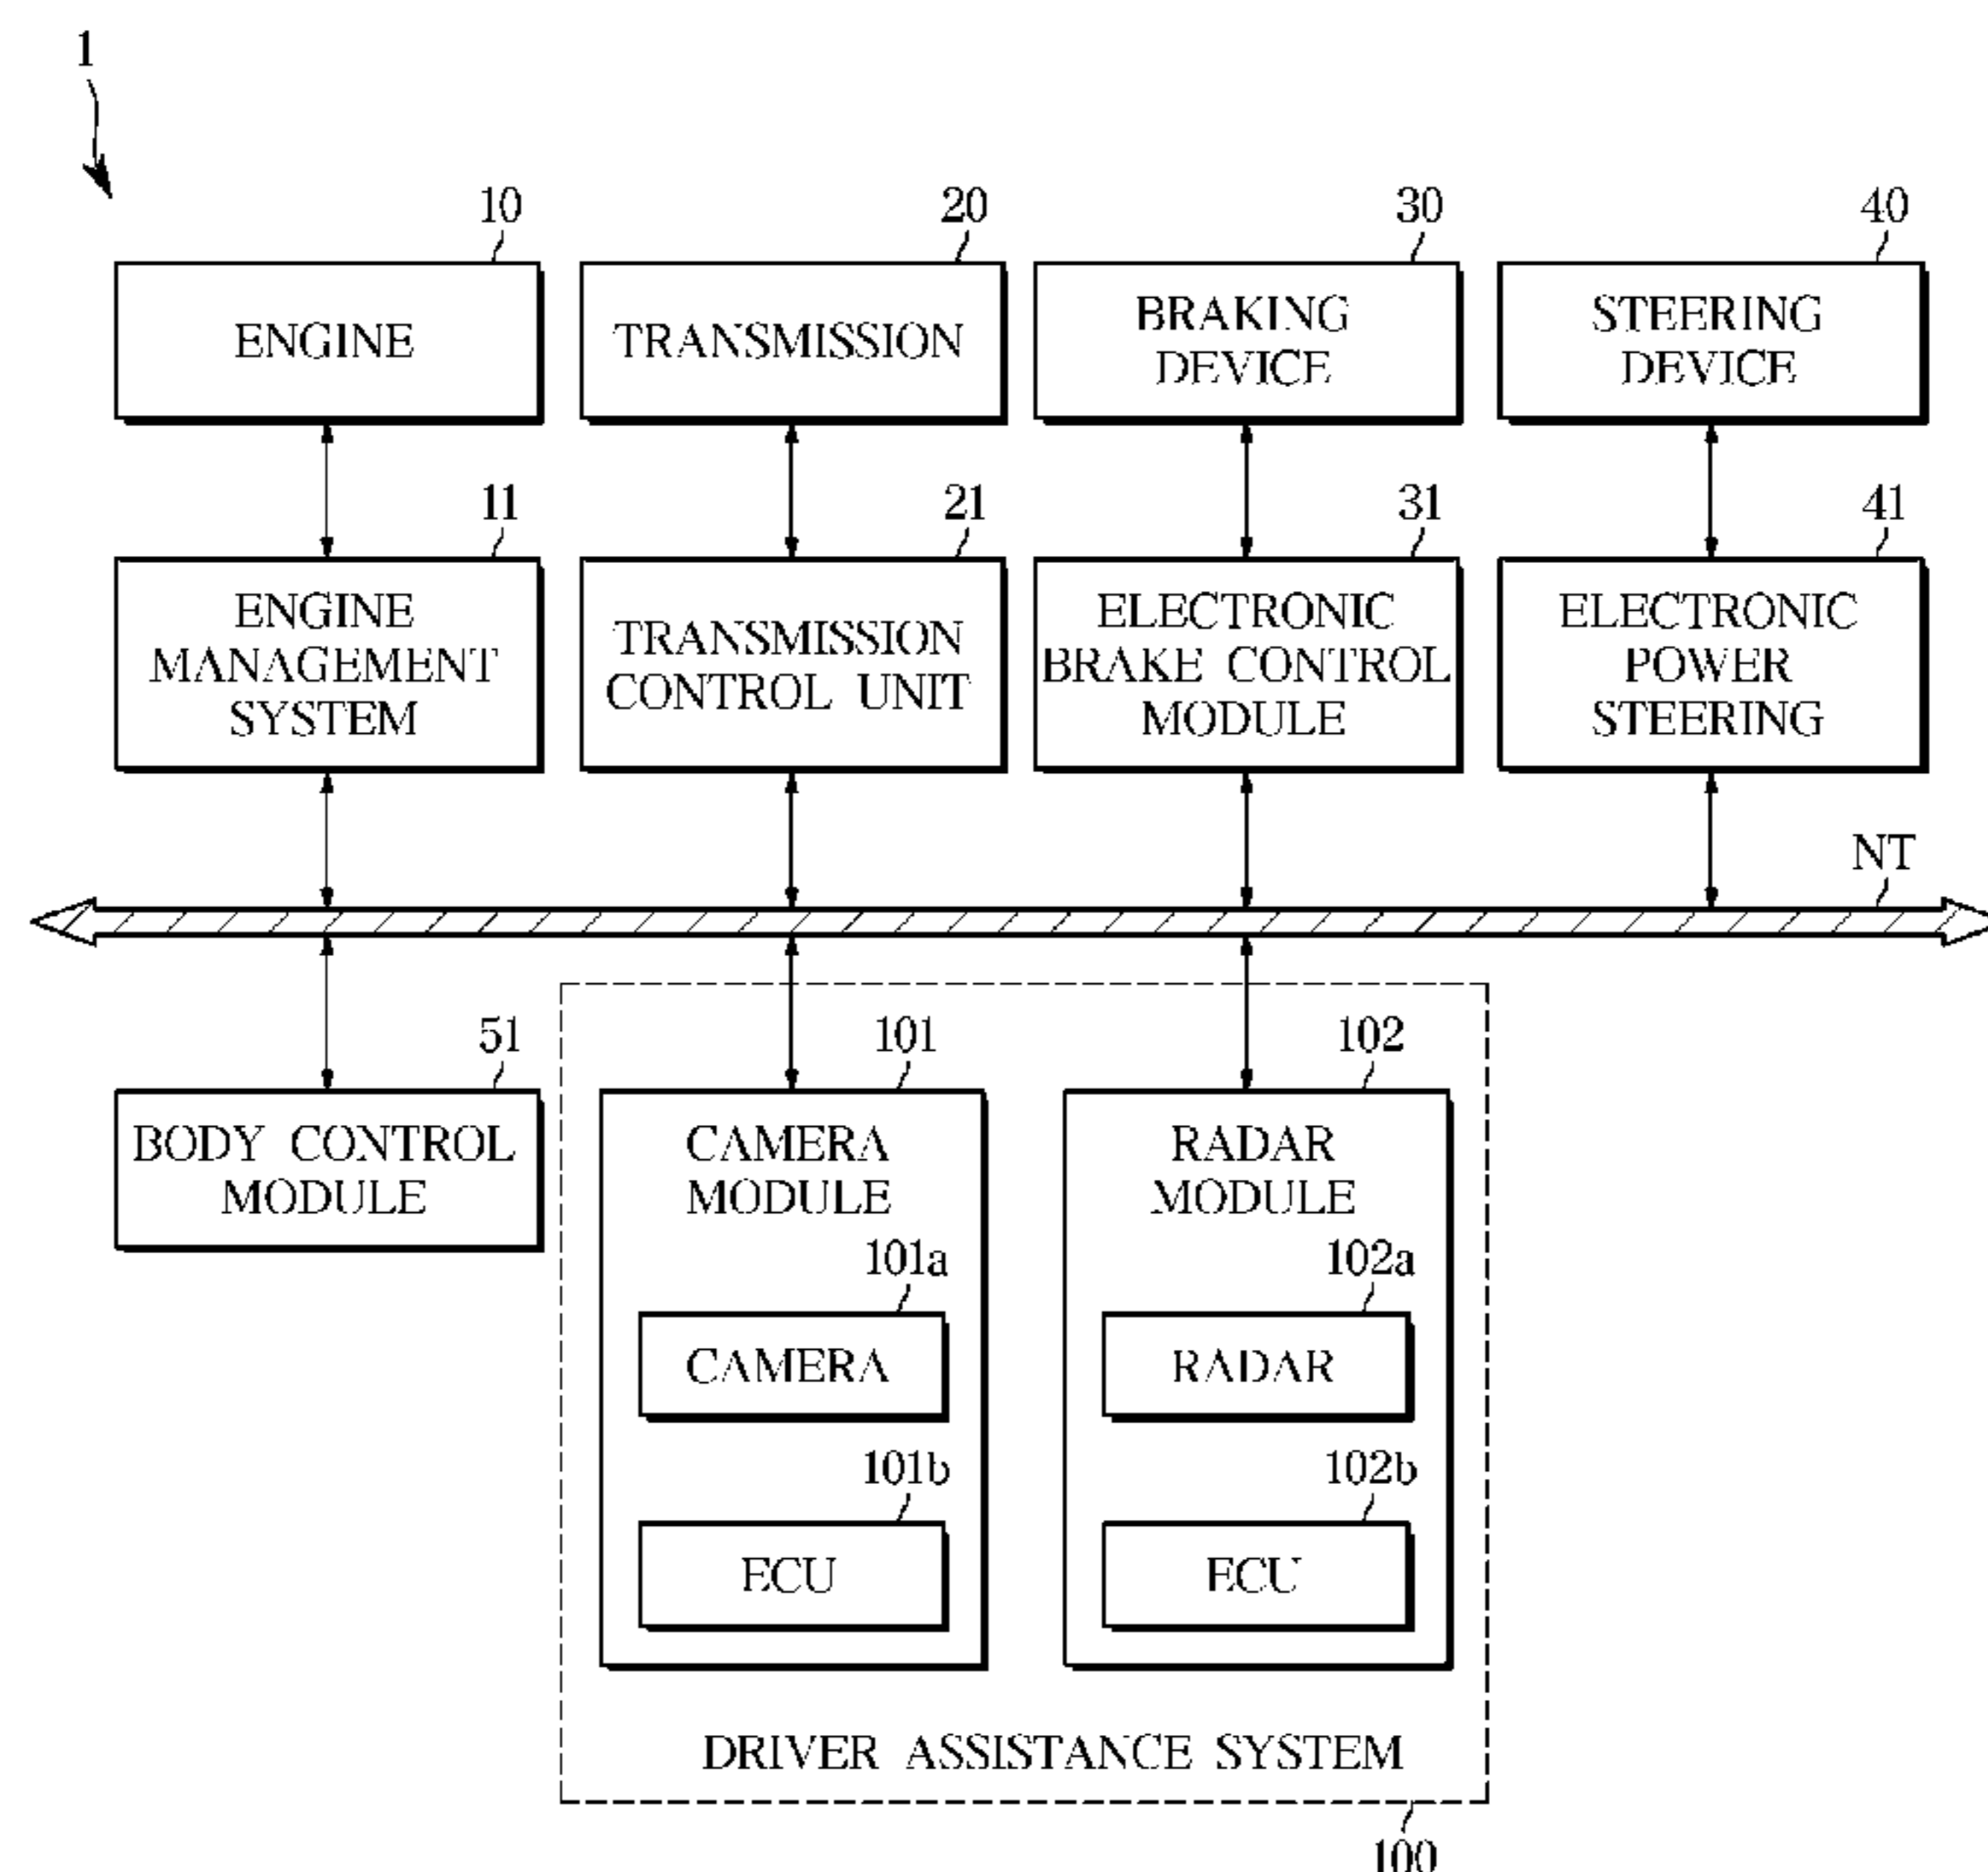 1
10
20
30
40
ENGINE
TRANSMISSION
BRAKING
DEVICE
STEERING
DEVICE
11
21
31
41
ENGINE
MANAGEMENT
SYSTEM
TRANSMISSION
CONTROL UNIT
ELECTRONIC
BRAKE CONTROL
MODULE
ELECTRONIC
POWER
STEERING
NT
51
101
102
BODY CONTROL
MODULE
CAMERA
MODULE
RADAR
MODULE
101a
102a
CAMERA
RADAR
101b
102b
ECU
ECU
DRIVER ASSISTANCE SYSTEM
100